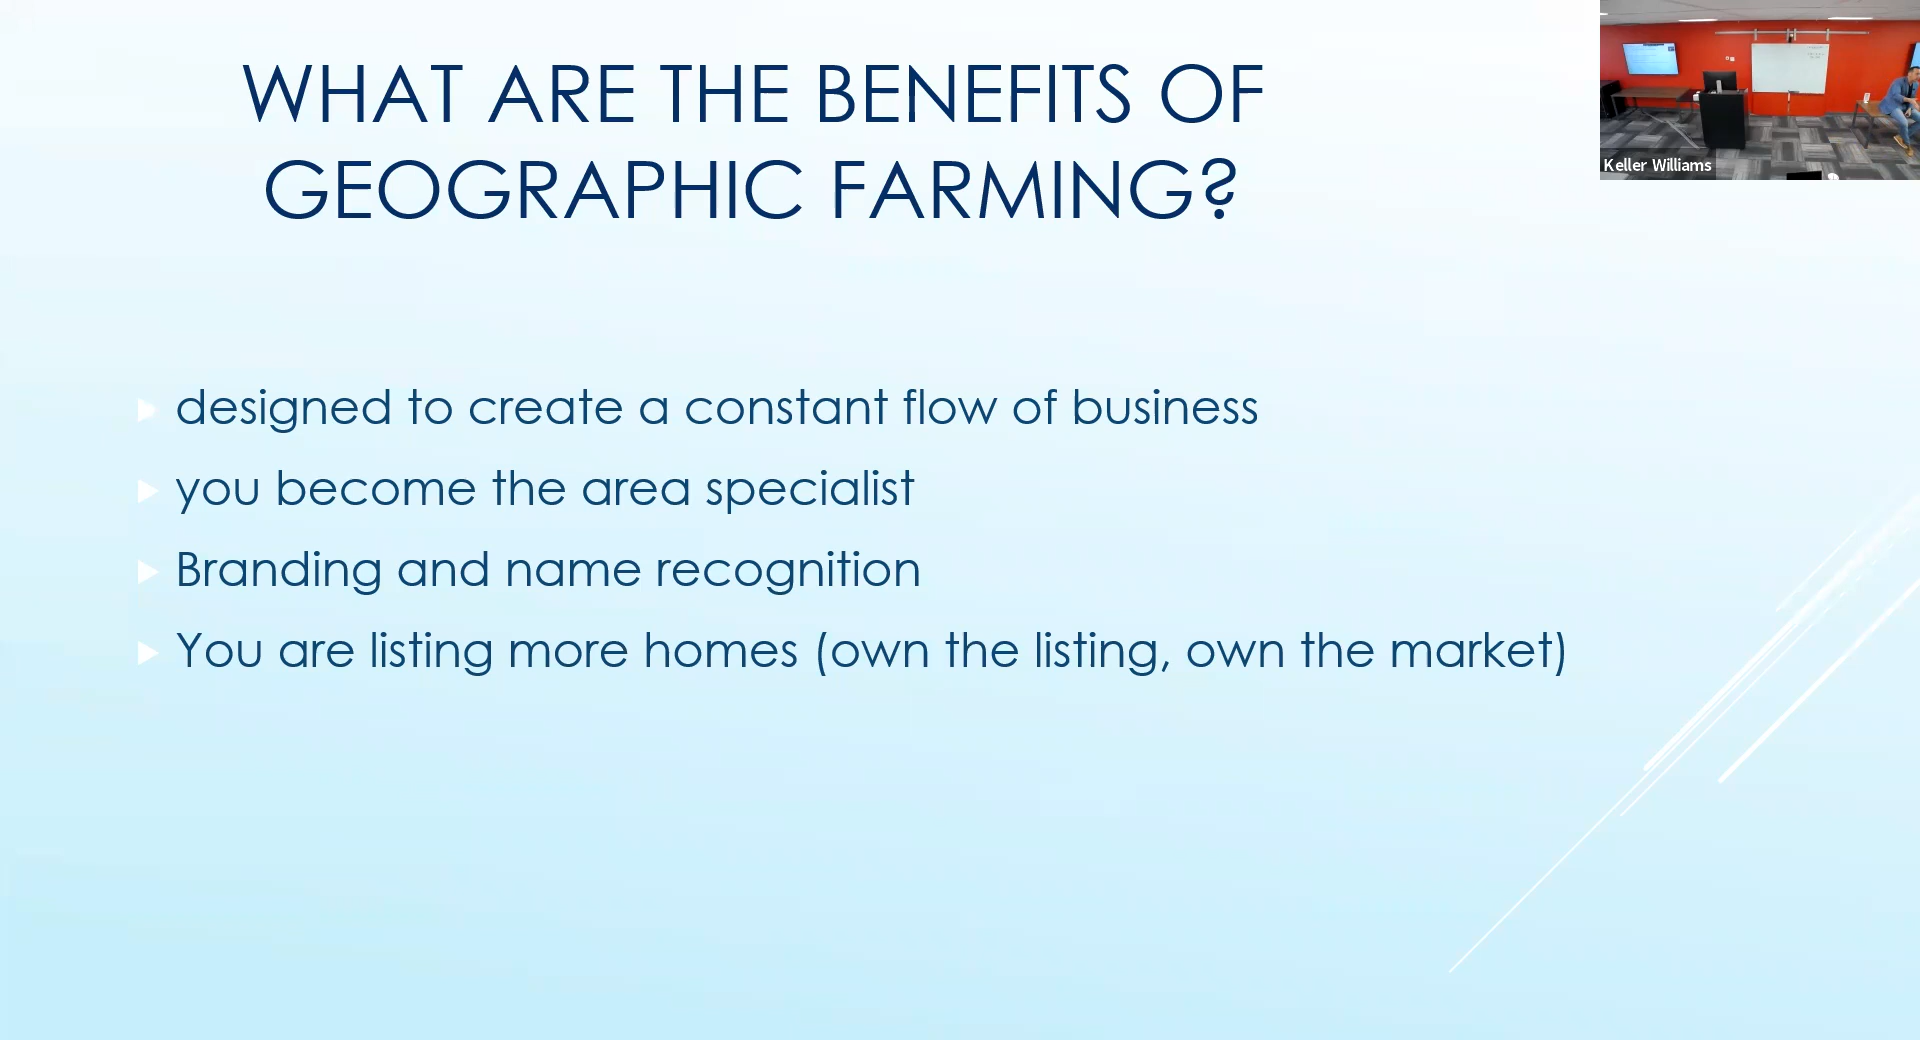 WHAT ARE THE BENEFITS OF
GEOGRAPHIC FARMING?
designed to create a constant flow of business
you become the area specialist
Branding and name recognition
You are listing more homes (own the listing, own the market)
Keller Williams